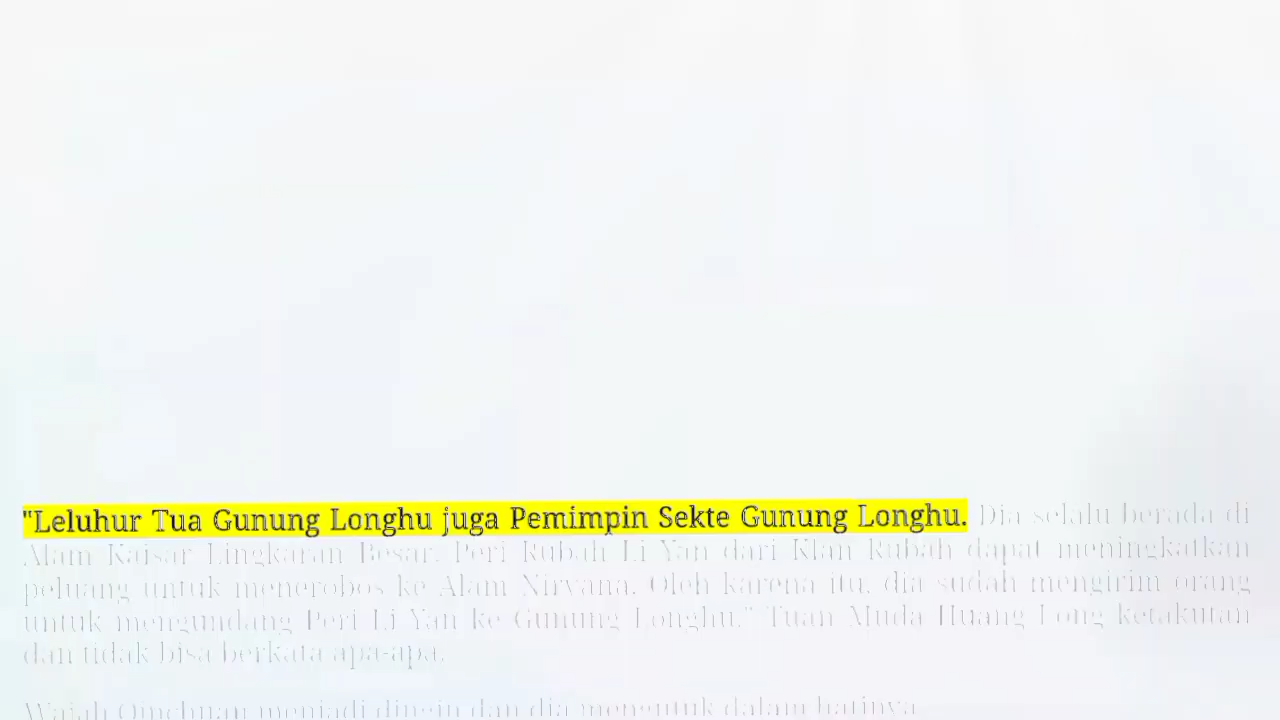 "Leluhur Tua Gunung Longhu juga Pemimpin Sekte Gunung Longhu. Dia selalu berada di
Alam Kaisar Lingkaran Besar. Peri Rubah Li Yan dari Klan Rubah dapat meningkatkan
peluang untuk menerobos ke Alam Nirvana. Oleh karena itu, dia sudah mengirim orang
untuk mengundang Peri Li Yan ke Gunung Longhu," Tuan Muda Huang Long ketakutan
dan tidak bisa berkata apa-apa.
Wajah Qinchuan menjadi dingin dan dia mengutuk dalam hatinya.